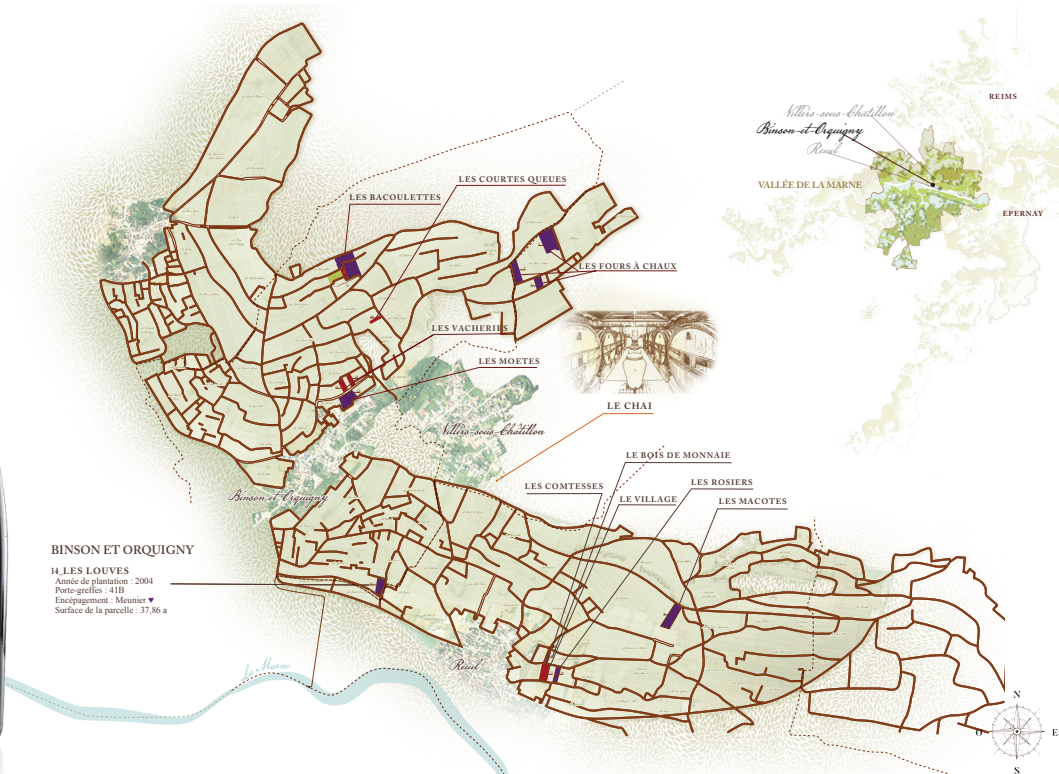 REIMS
Villers-sous-Chatillon
Binson et Orquigny
Reuil
VALLÉE DE LA MARNE
EPERNAY
LES COURTES QUEUES
LES BACOULETTES
LES FOURS À CHAUX
LES VACHERIES
LES MOETES
LE CHAI
Villers-sous-Châtillon
LE BOIS DE MONNAIE
LES COMTESSES
LES ROSIERS
LE VILLAGE
LES MACOTES
Binson et Orquigny
BINSON ET ORQUIGNY
14_LES LOUVES
Année de plantation : 2004
Porte-greffes : 41B
Encépagement : Meunier ♥
Surface de la parcelle : 37,86 a
Reuil
la Marne
N
O
E
S